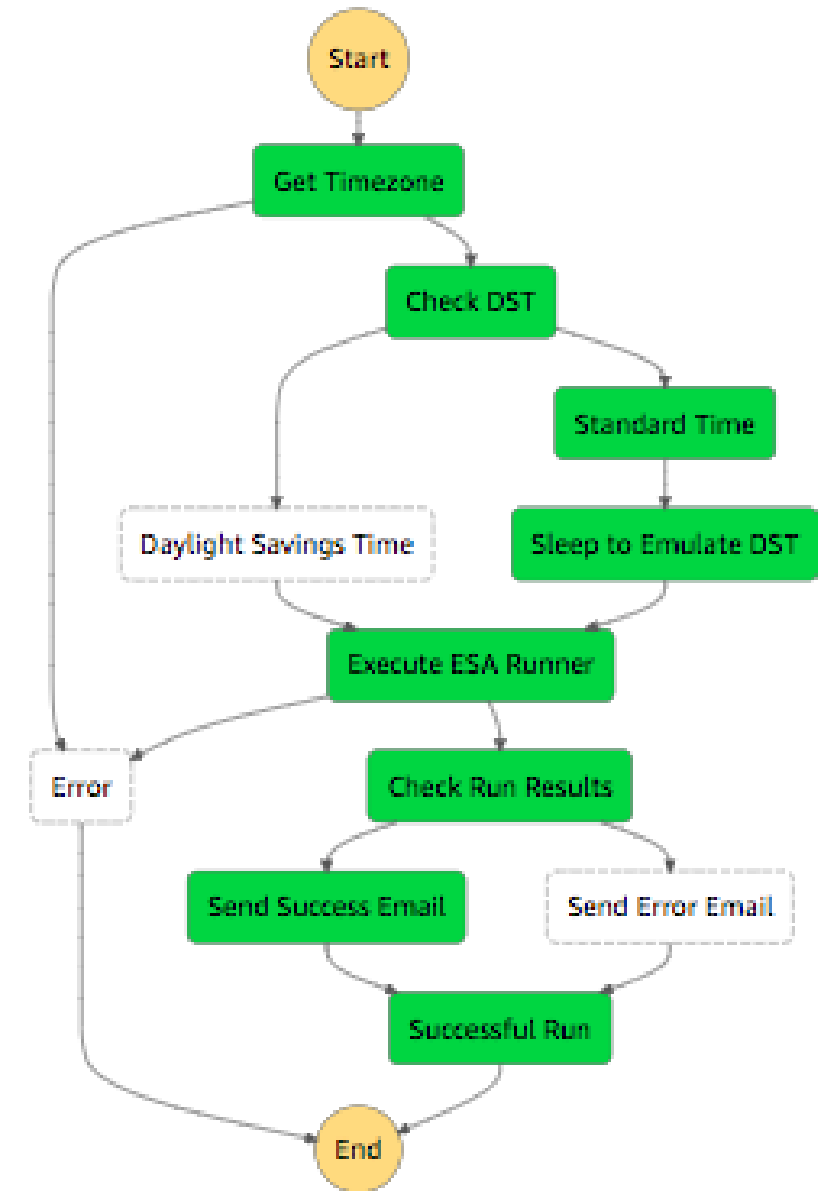 Start
Get Timezone
Check DST
Standard Time
Daylight Savings Time
Sleep to Emulate DST
Execute ESA Runner
Error
Check Run Results
Send Success Email
Send Error Email
Successful Run
End